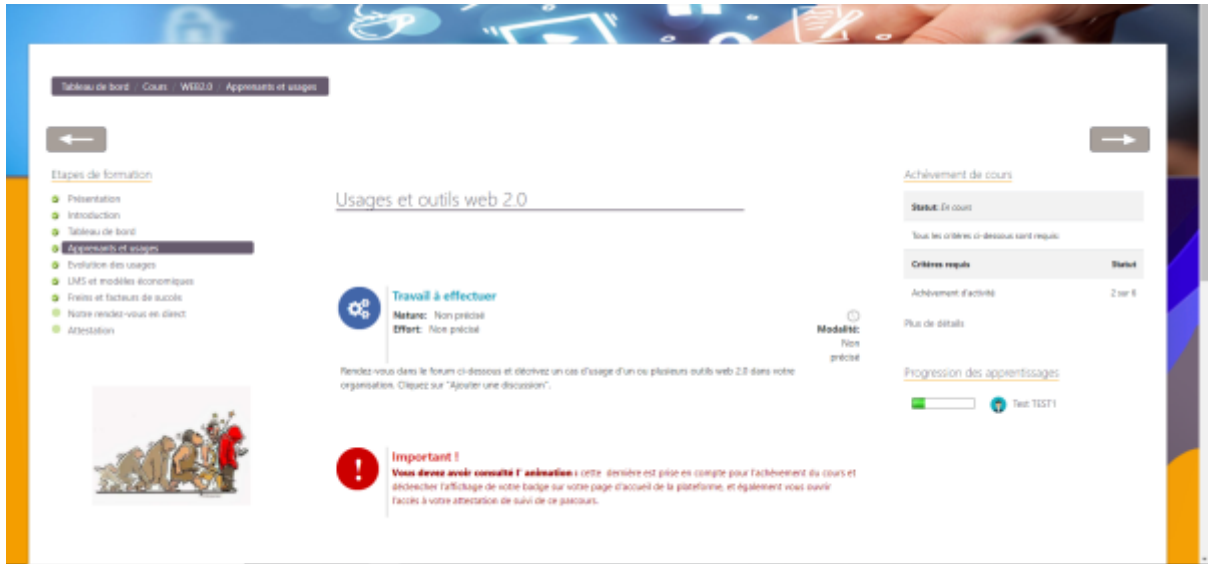 Tableau de bord / Cours / WEB2.0 / Apprenants et usages
Etapes de formation
Présentation
Introduction
Tableau de bord
Apprenants et usages
Evolution des usages
LMS et modèles économiques
Freins et facteurs de succès
Notre rendez-vous en direct
Attestation
Usages et outils web 2.0
Travail à effectuer
Nature: Non précisé
Effort: Non précisé
Modalité:
Non
précisé
Rendez-vous dans le forum ci-dessous et décrivez un cas d'usage d'un ou plusieurs outils web 2.0 dans votre
organisation. Cliquez sur "Ajouter une discussion".
Important !
Vous devez avoir consulté l' animation : cette dernière est prise en compte pour l'achèvement du cours et
déclencher l'affichage de votre badge sur votre page d'accueil de la plateforme, et également vous ouvrir
l'accès à votre attestation de suivi de ce parcours.
Achèvement de cours
Statut: En cours
Tous les critères ci-dessous sont requis:
Critères requis Statut
Achèvement d'activité 2 sur 6
Plus de détails
Progression des apprentissages
Test TEST1